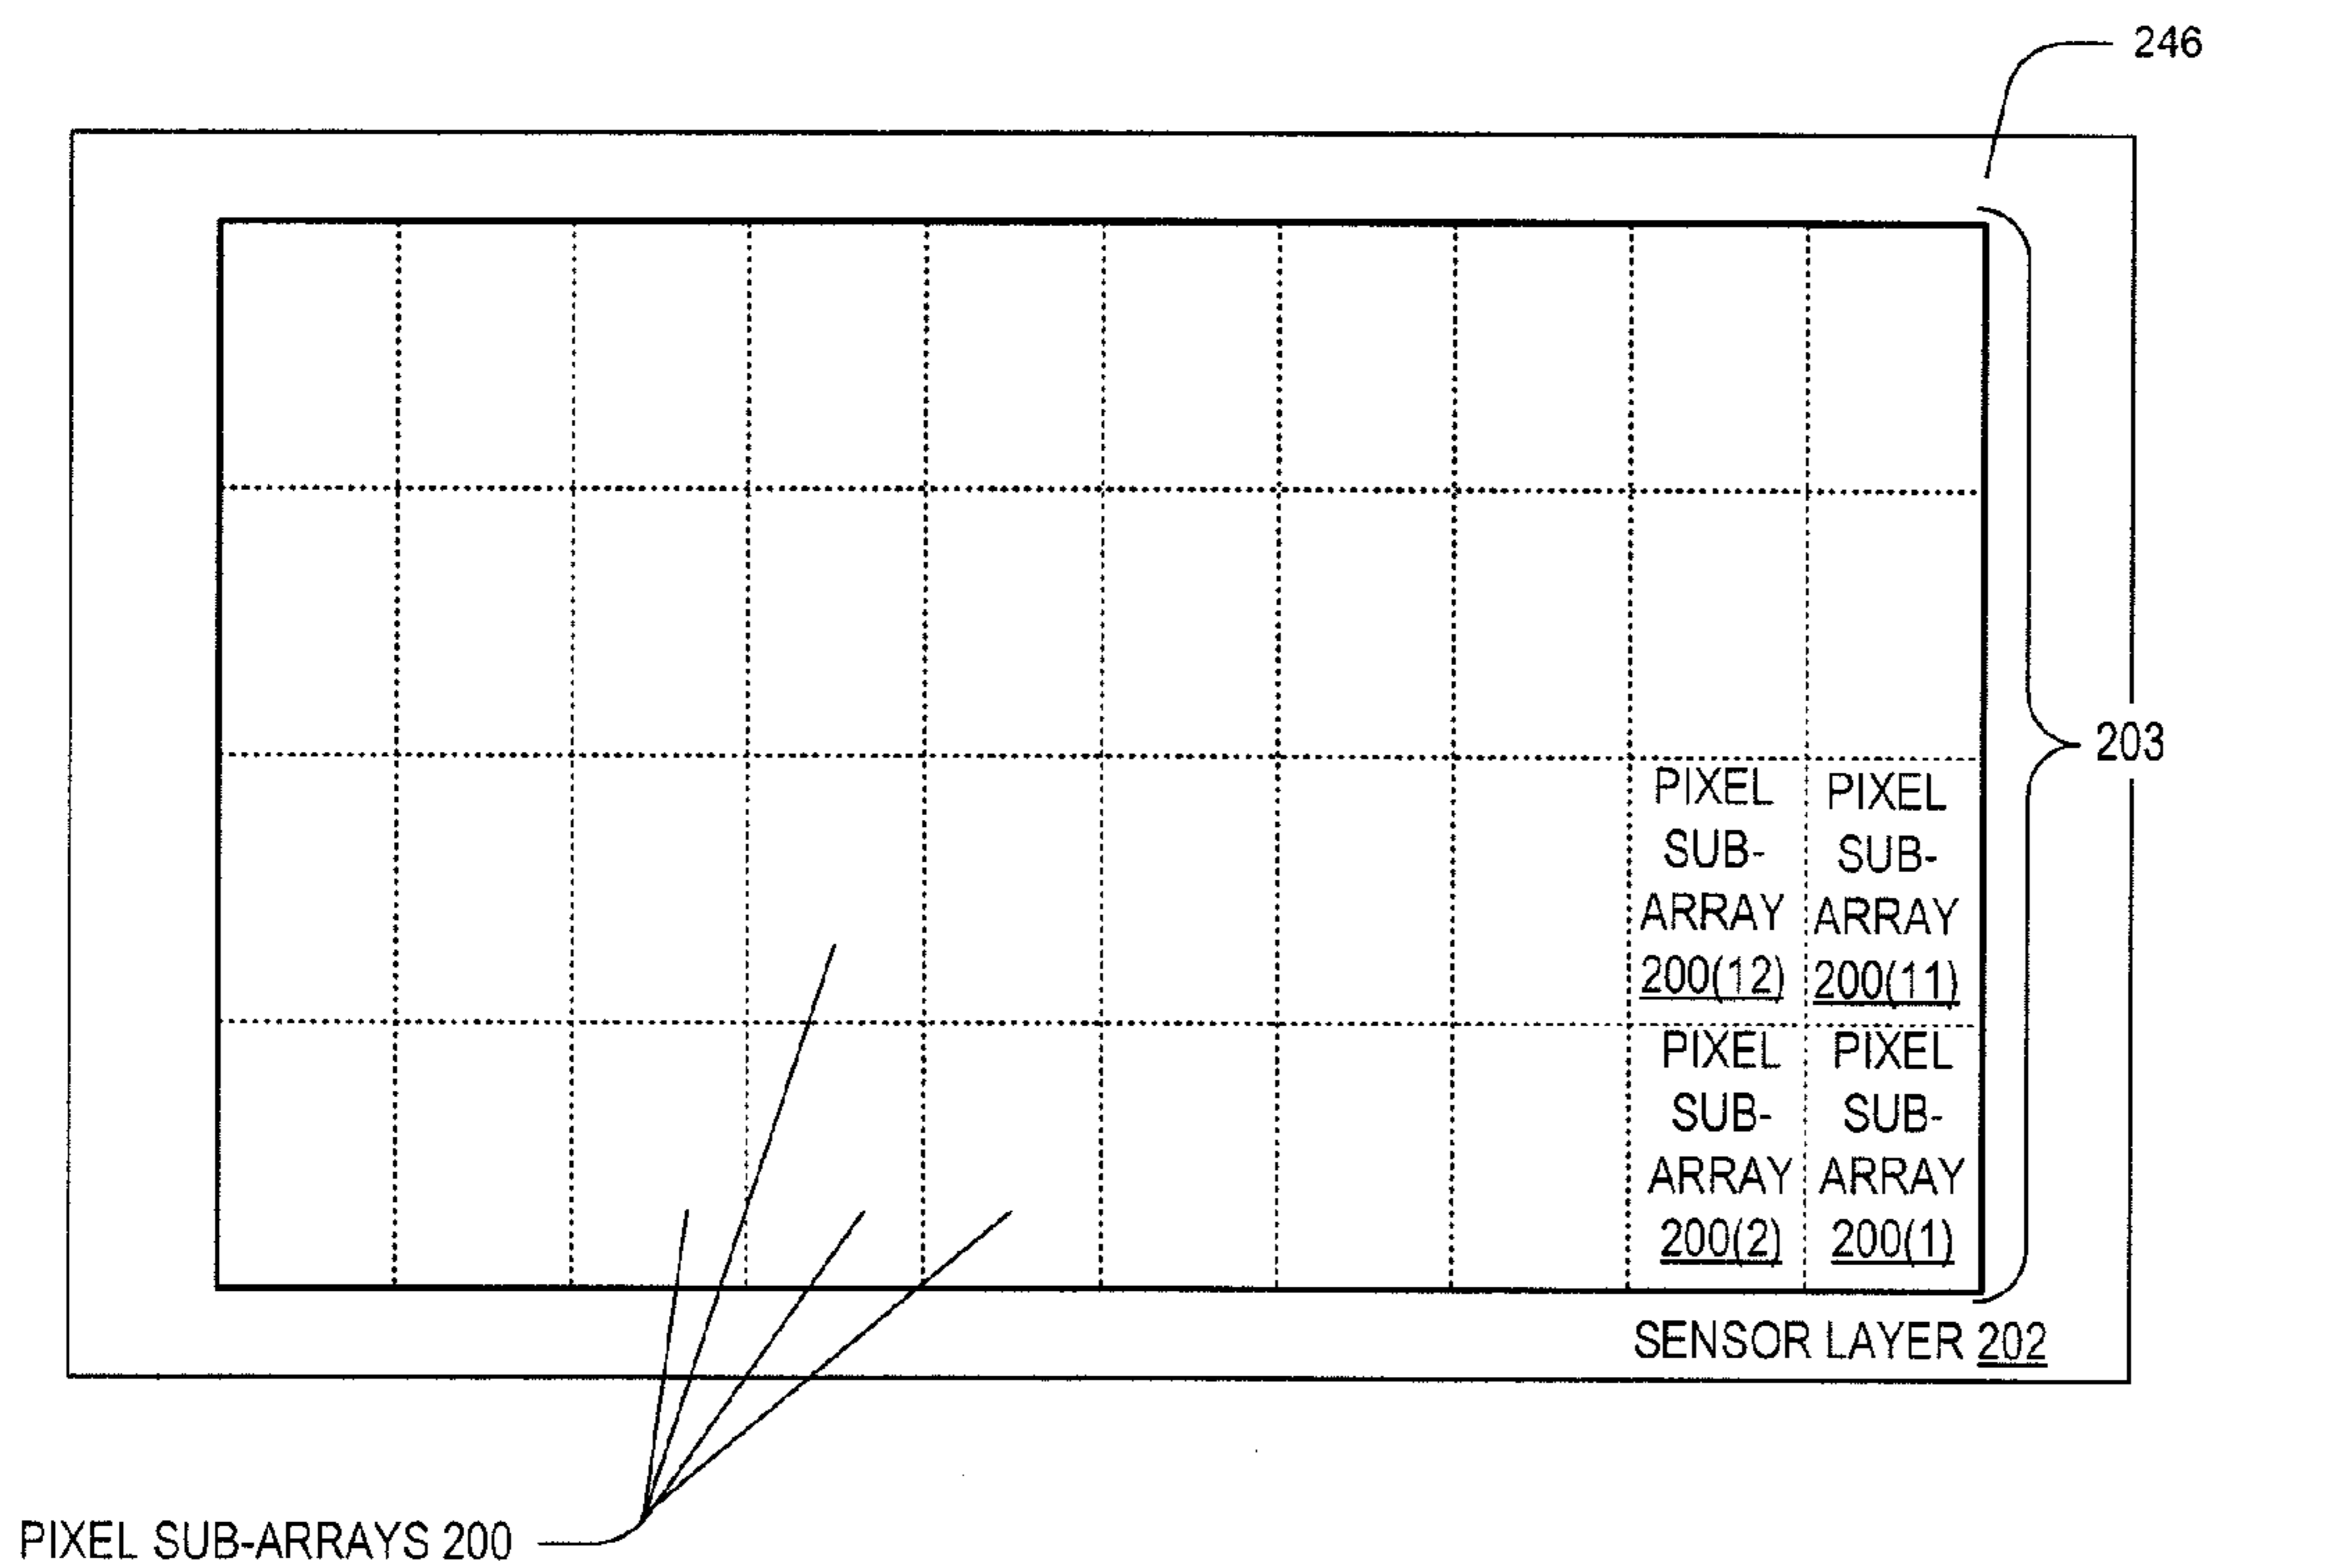 246
203
PIXEL
SUB-
ARRAY
200(12)
PIXEL
SUB-
ARRAY
200(11)
PIXEL
SUB-
ARRAY
200(2)
PIXEL
SUB-
ARRAY
200(1)
SENSOR LAYER 202
PIXEL SUB-ARRAYS 200